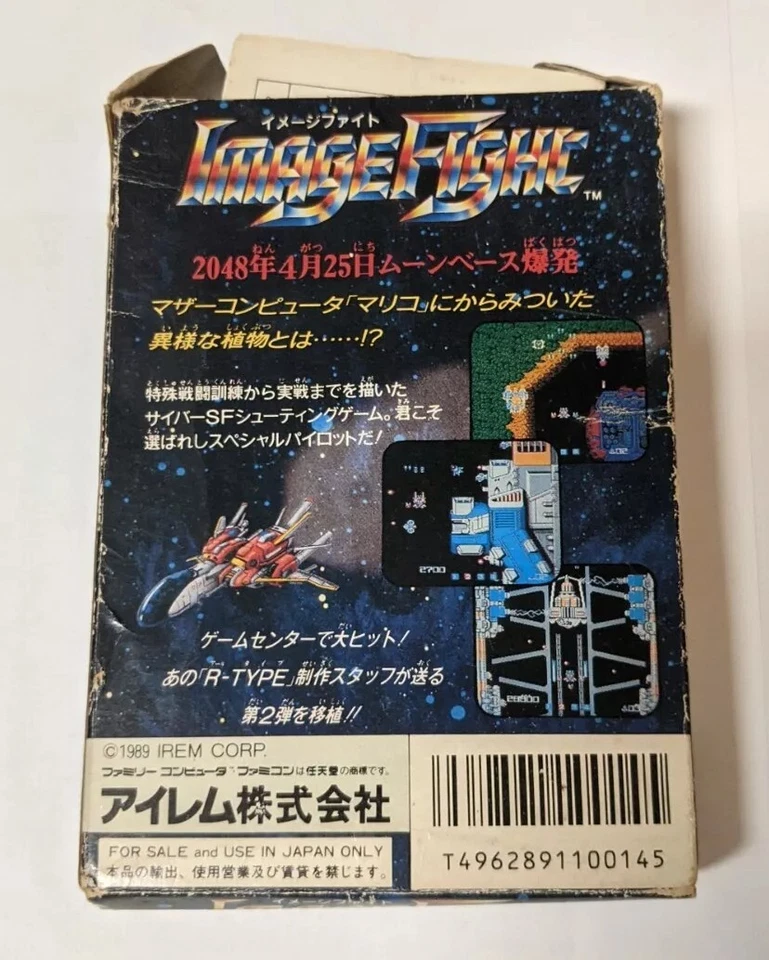 イメージファイト
IMAGE FIGHT™
2048年4月25日ムーンベース爆発
マザーコンピュータ「マリコ」にからみついた
異様な植物とは……!?
特殊戦闘訓練から実戦までを描いた
サイバーSFシューティングゲーム。君こそ
選ばれしスペシャルパイロットだ!
2700
ゲームセンターで大ヒット!
あの「R-TYPE」制作スタッフが送る
第2弾を移植!!
©1989 IREM CORP.
ファミリーコンピュータ・ファミコンは任天堂の商標です。
アイレム株式会社
FOR SALE and USE IN JAPAN ONLY
本品の輸出、使用営業及び賃貸を禁じます。
T4962891100145